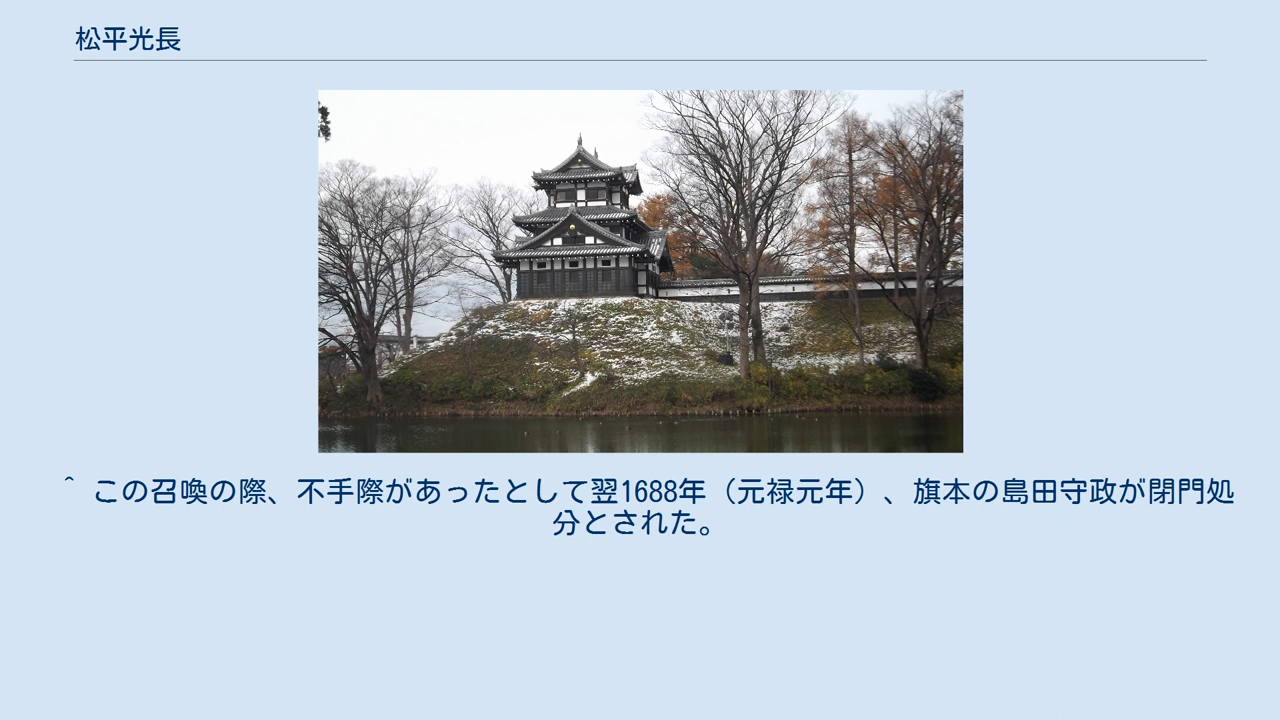 松平光長
^ この召喚の際、不手際があったとして翌1688年（元禄元年）、旗本の島田守政が閉門処
分とされた。